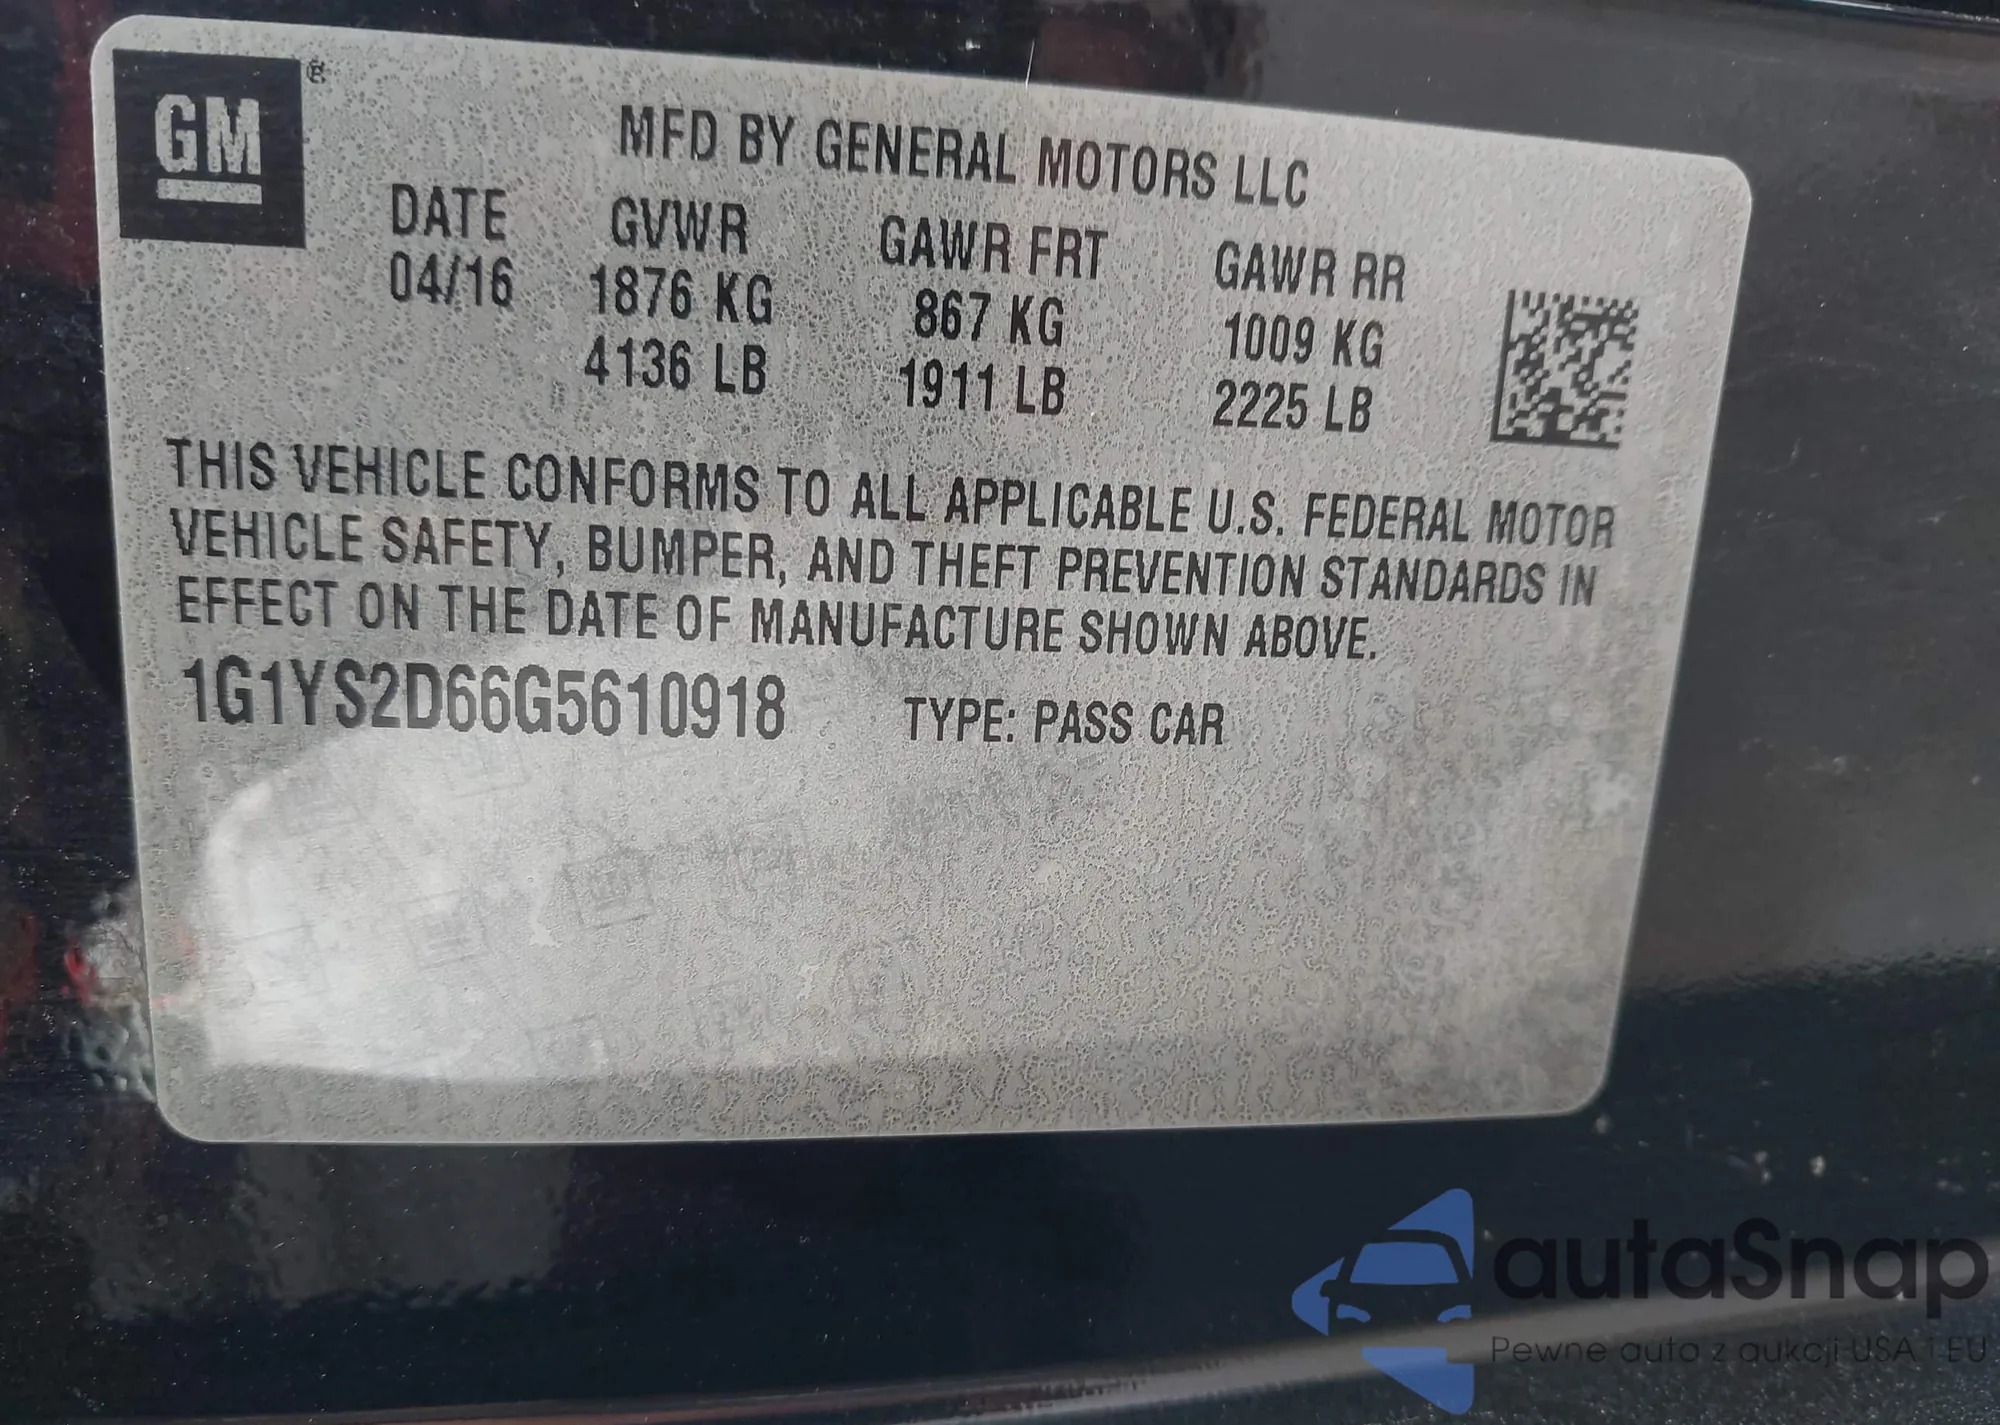 GM
MFD BY GENERAL MOTORS LLC
DATE GVWR GAWR FRT GAWR RR
04/16 1876 KG 867 KG 1009 KG
4136 LB 1911 LB 2225 LB
THIS VEHICLE CONFORMS TO ALL APPLICABLE U.S. FEDERAL MOTOR
VEHICLE SAFETY, BUMPER, AND THEFT PREVENTION STANDARDS IN
EFFECT ON THE DATE OF MANUFACTURE SHOWN ABOVE.
1G1YS2D66G5610918 TYPE: PASS CAR
autaSnap
Pewne auto z aukcji USA i EU